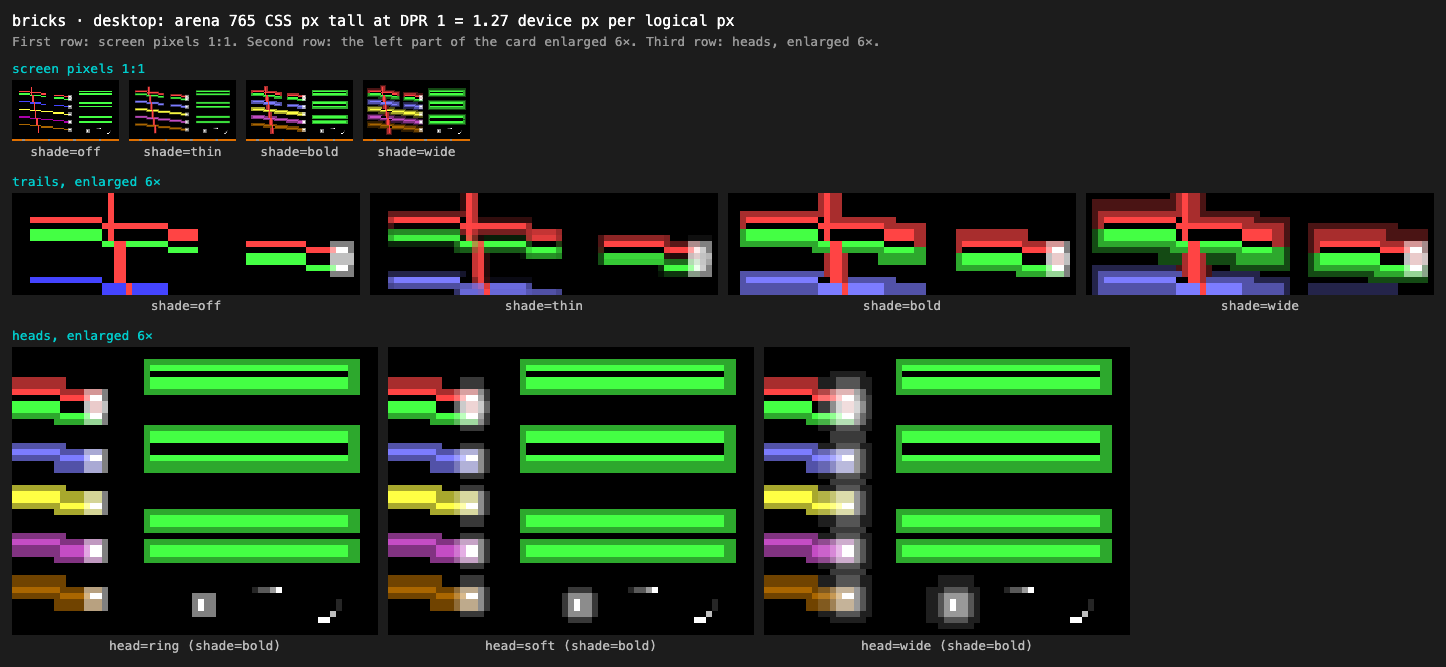 bricks · desktop: arena 765 CSS px tall at DPR 1 = 1.27 device px per logical px
First row: screen pixels 1:1. Second row: the left part of the card enlarged 6×. Third row: heads, enlarged 6×.
screen pixels 1:1
shade=off shade=thin shade=bold shade=wide
trails, enlarged 6×
shade=off shade=thin shade=bold shade=wide
heads, enlarged 6×
head=ring (shade=bold) head=soft (shade=bold) head=wide (shade=bold)